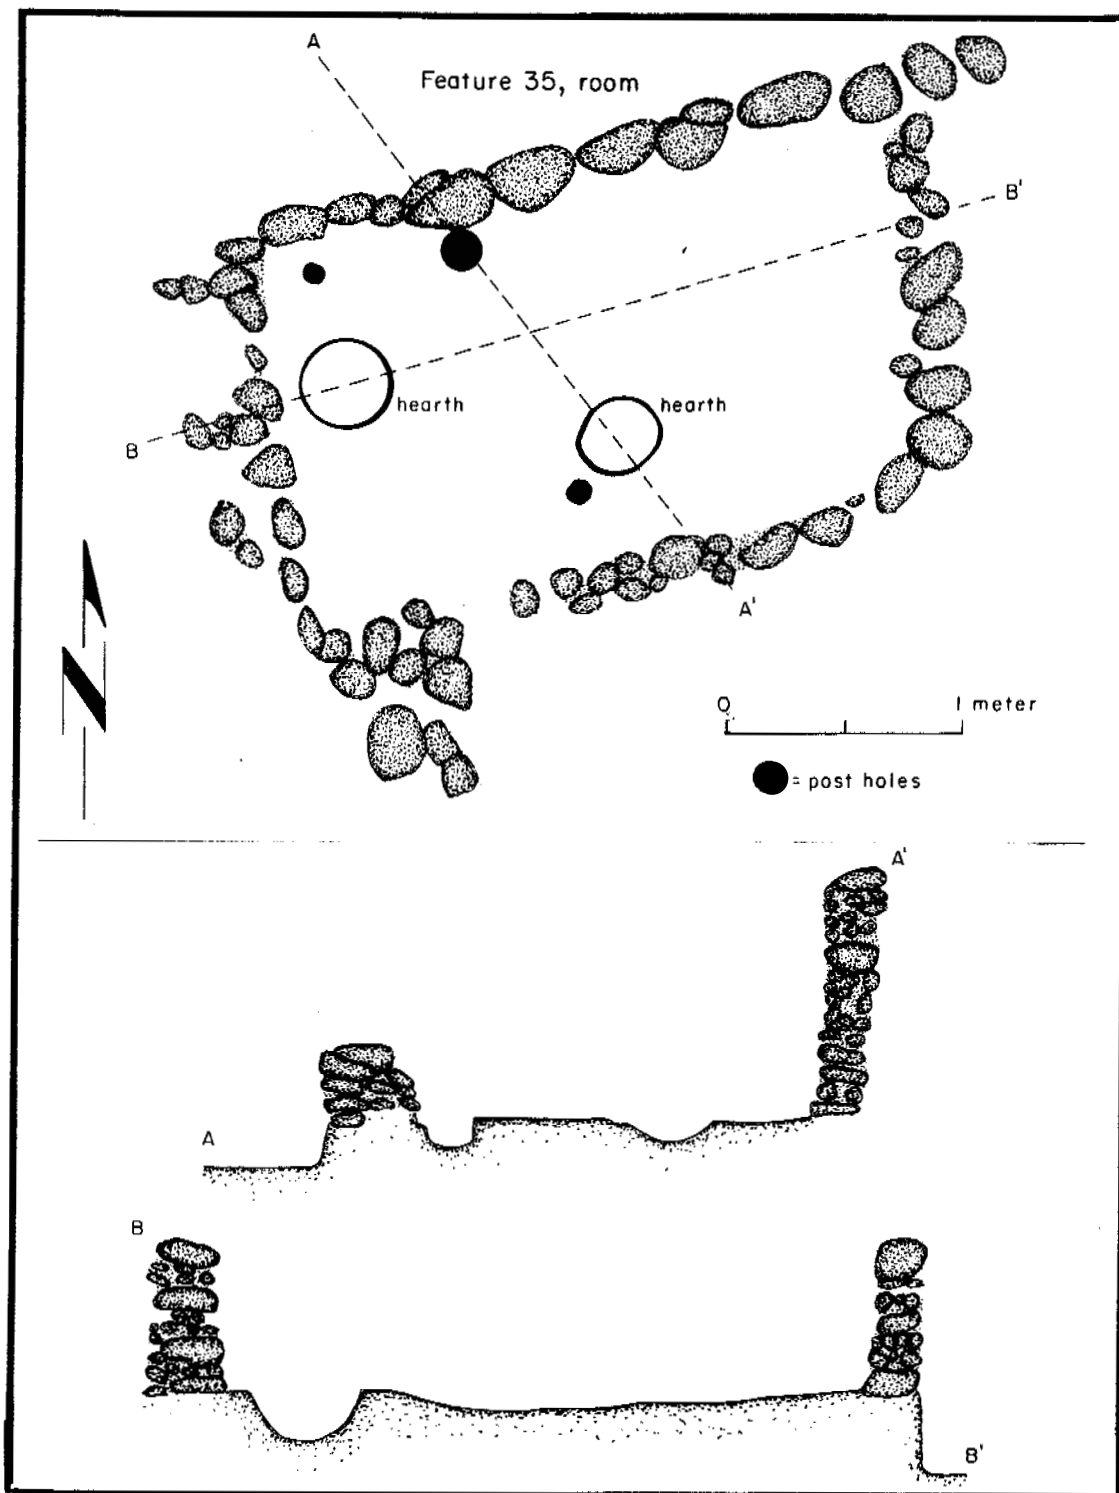 A
Feature 35, room
B'
hearth
hearth
B
A'
0 1 meter
= post holes
A'
A
B
B'